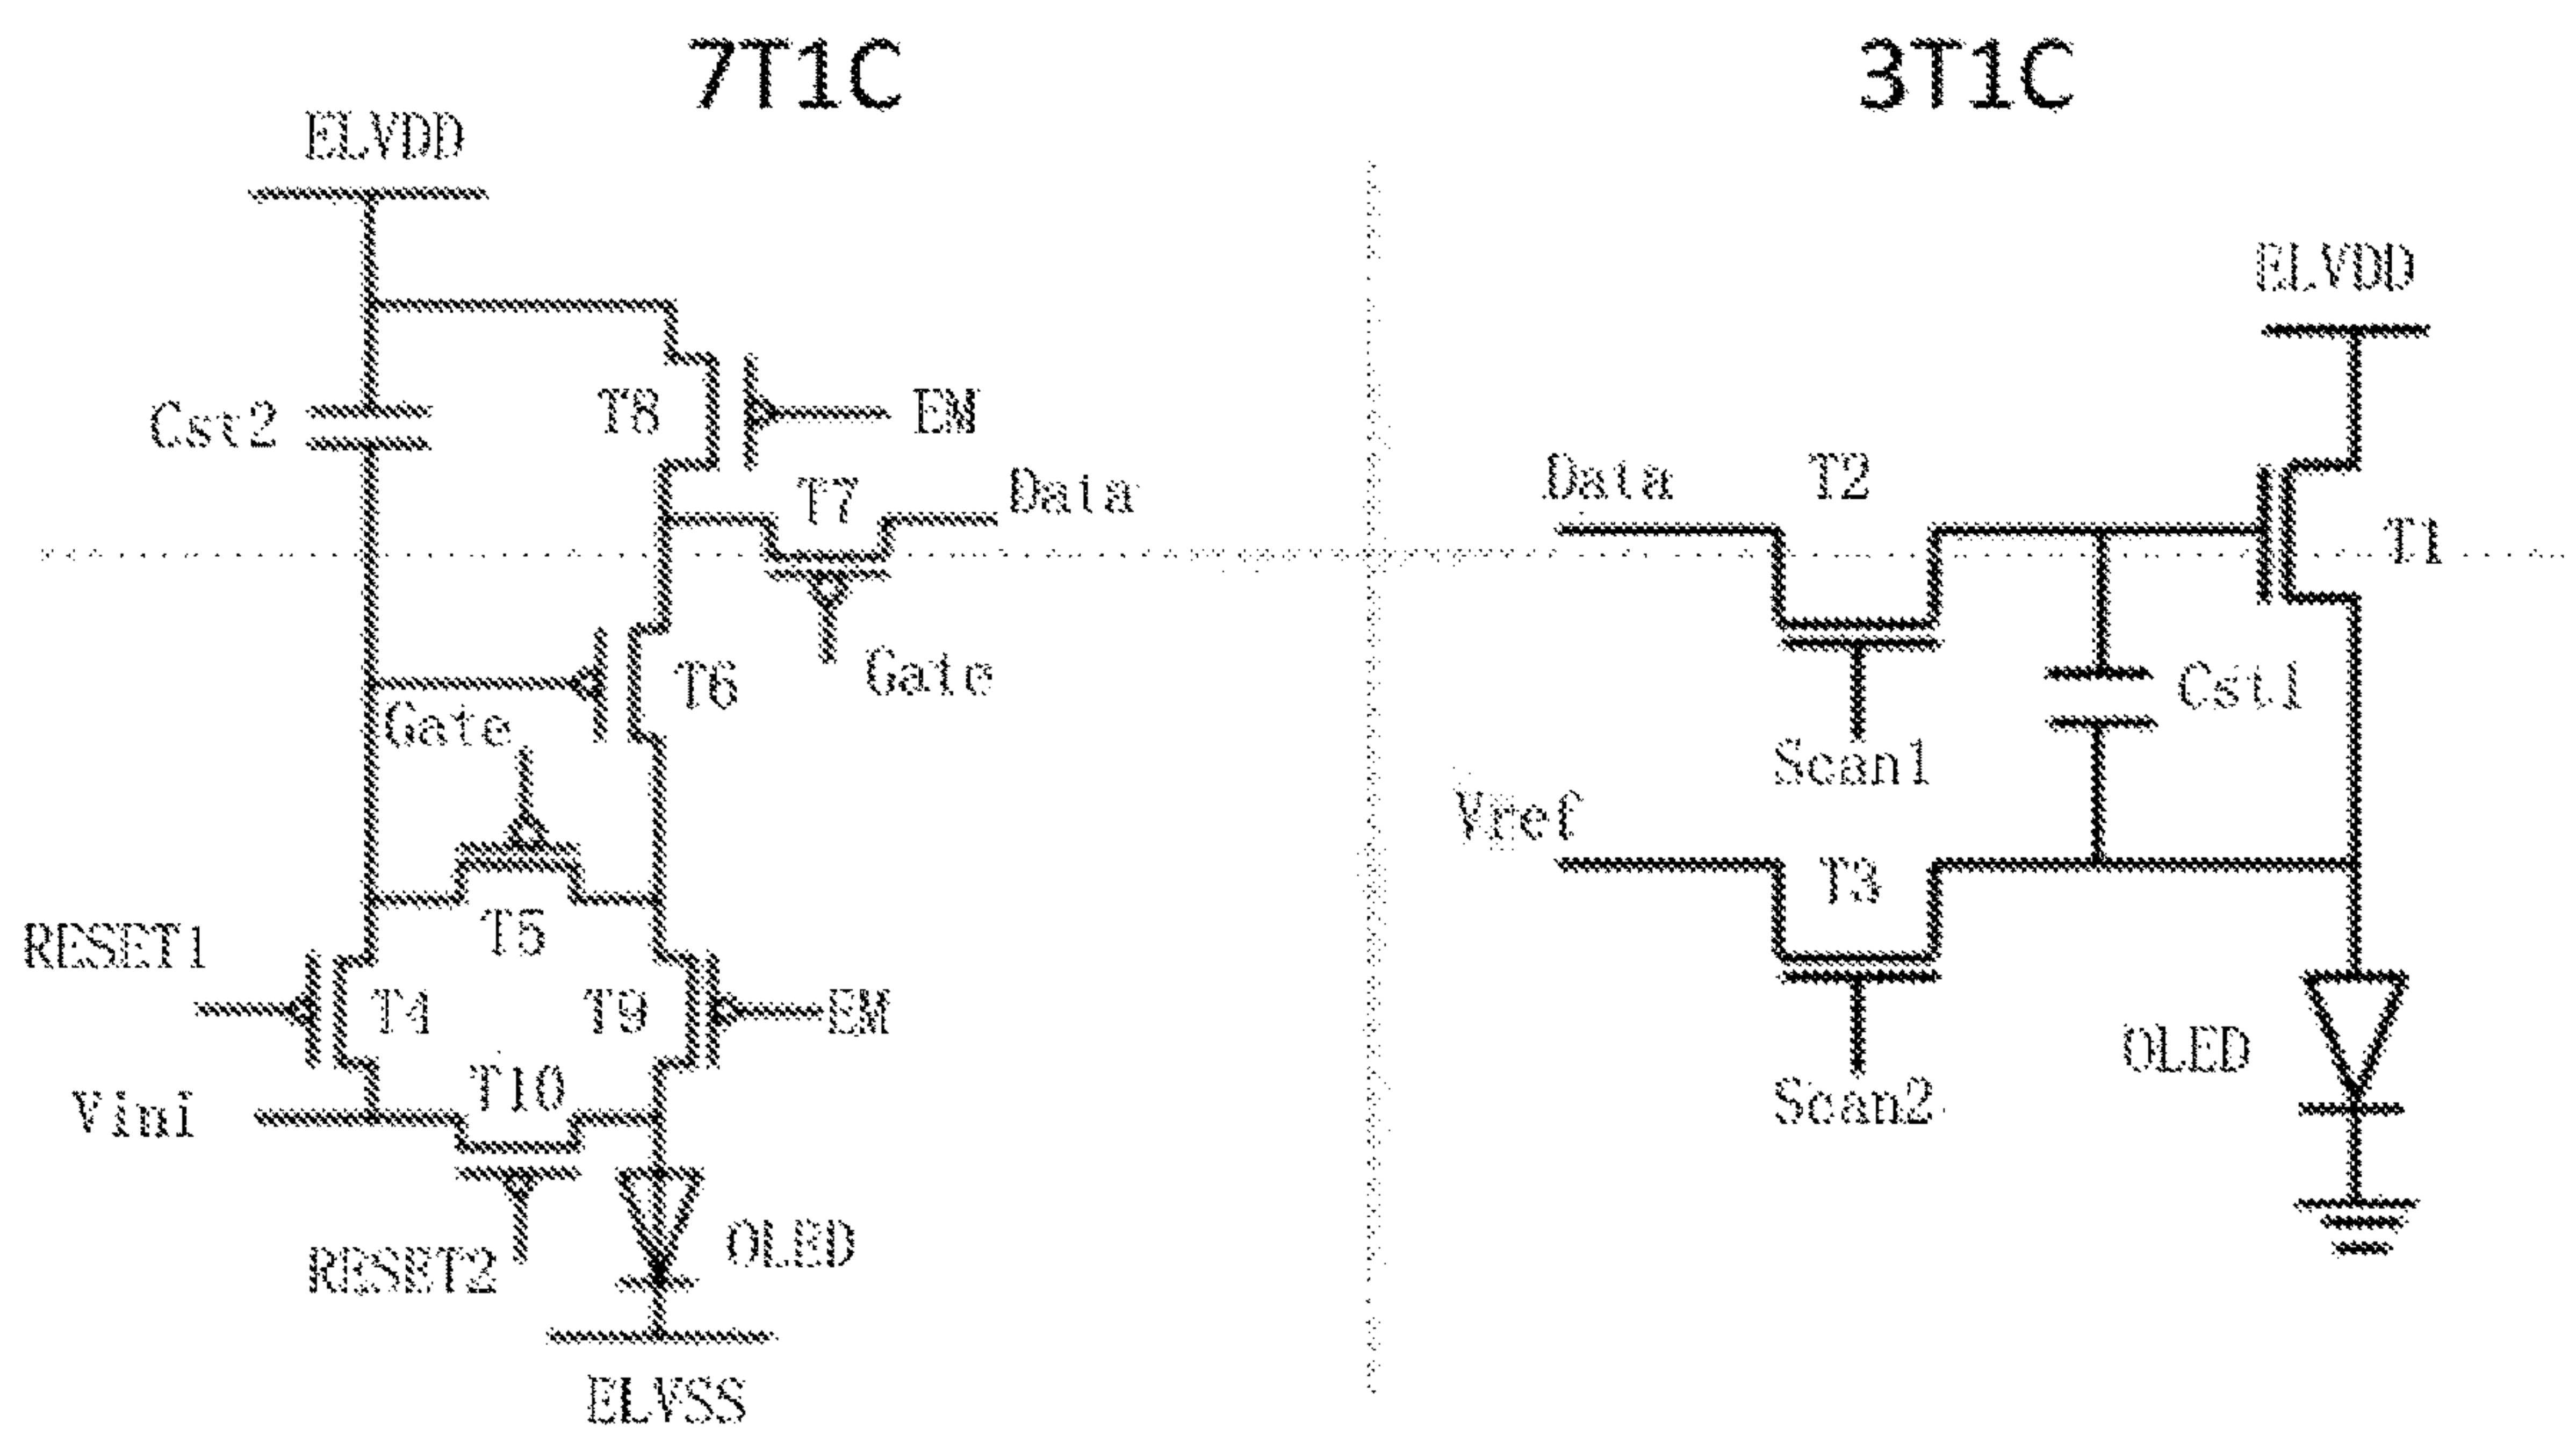 7T1C
ELVDD
Cst2
T8
EM
T7
Data
Gate
T6
Gate
T5
RESET1
T4
T9
EM
T10
Vini
RESET2
OLED
ELVSS
3T1C
ELVDD
Data
T2
T1
Cst1
Scan1
Vref
T3
OLED
Scan2